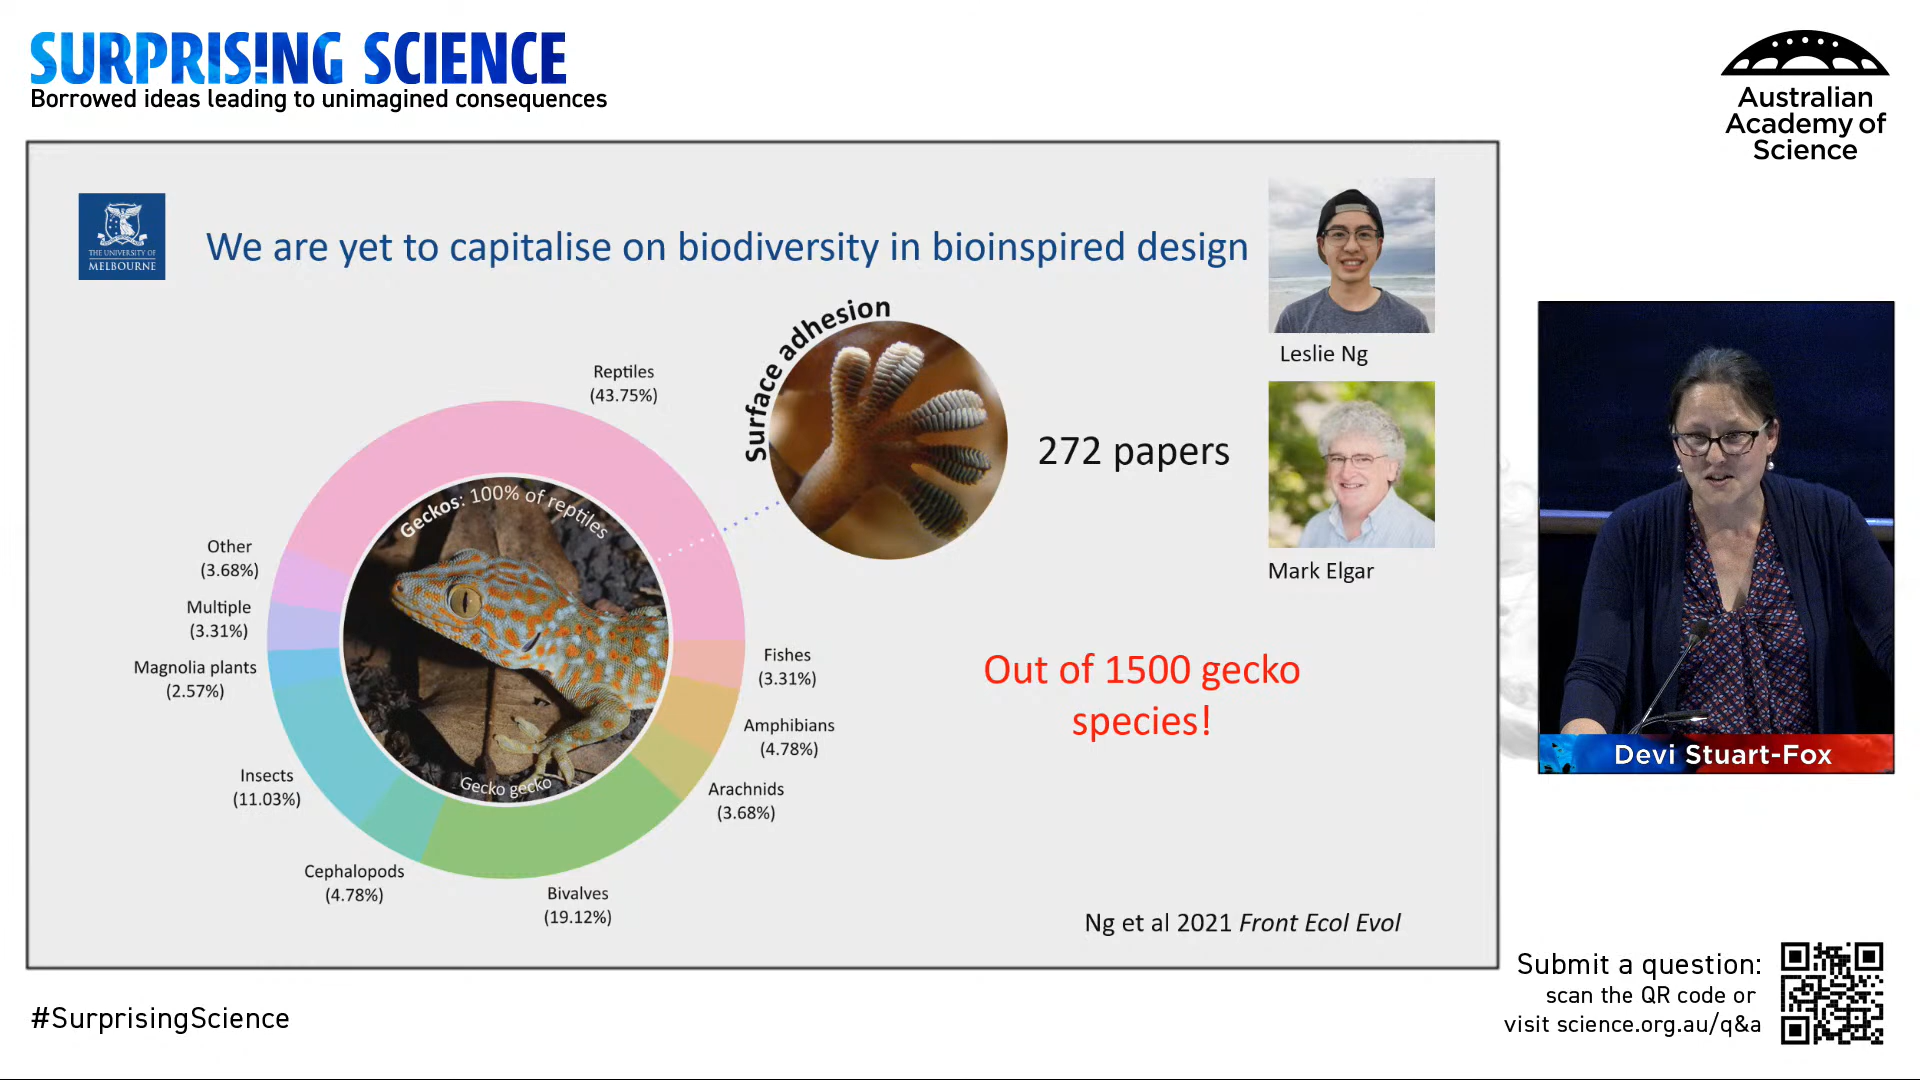 SURPRIS!NG SCIENCE
Borrowed ideas leading to unimagined consequences
Australian
Academy of
Science
THE UNIVERSITY OF
MELBOURNE
We are yet to capitalise on biodiversity in bioinspired design
Surface adhesion
Leslie Ng
Reptiles
(43.75%)
272 papers
Geckos: 100% of reptiles
Other
(3.68%)
Mark Elgar
Multiple
(3.31%)
Magnolia plants
(2.57%)
Fishes
(3.31%)
Out of 1500 gecko
species!
Amphibians
(4.78%)
Insects
(11.03%)
Gecko gecko
Arachnids
(3.68%)
Cephalopods
(4.78%)
Bivalves
(19.12%)
Ng et al 2021 Front Ecol Evol
Devi Stuart-Fox
#SurprisingScience
Submit a question:
scan the QR code or
visit science.org.au/q&a